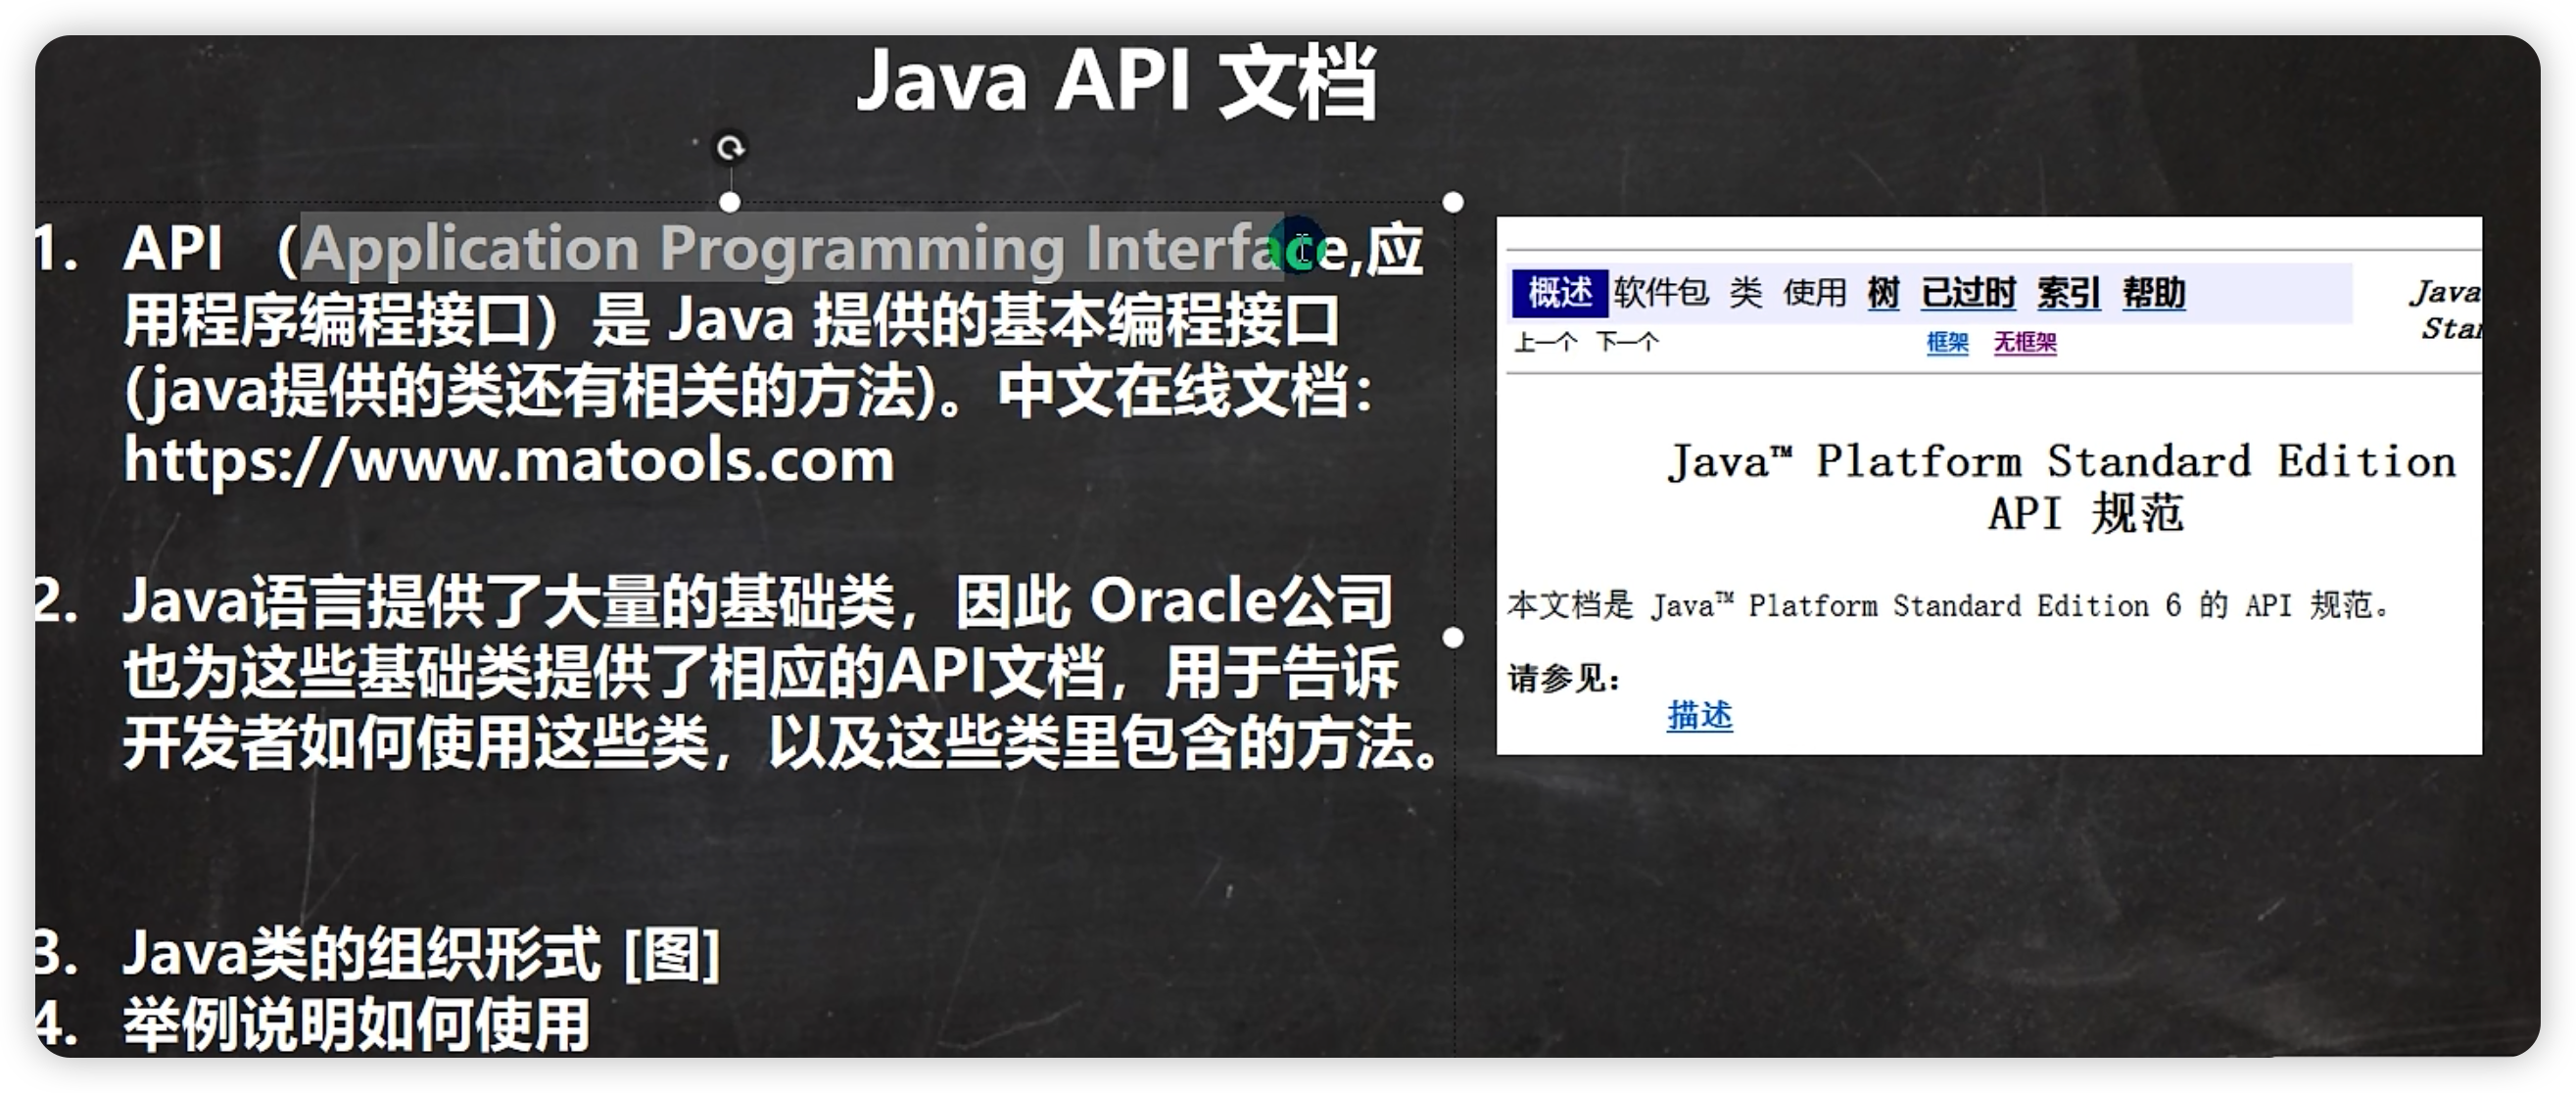 Java API 文档
1. API （Application Programming Interface,应
用程序编程接口）是 Java 提供的基本编程接口
(java提供的类还有相关的方法)。中文在线文档：
https://www.matools.com
2. Java语言提供了大量的基础类，因此 Oracle公司
也为这些基础类提供了相应的API文档，用于告诉
开发者如何使用这些类，以及这些类里包含的方法。
3. Java类的组织形式 [图]
4. 举例说明如何使用
概述 软件包 类 使用 树 已过时 索引 帮助
Java
上一个 下一个 框架 无框架
Java™ Platform Standard Edition
API 规范
本文档是 Java™ Platform Standard Edition 6 的 API 规范。
请参见：
描述